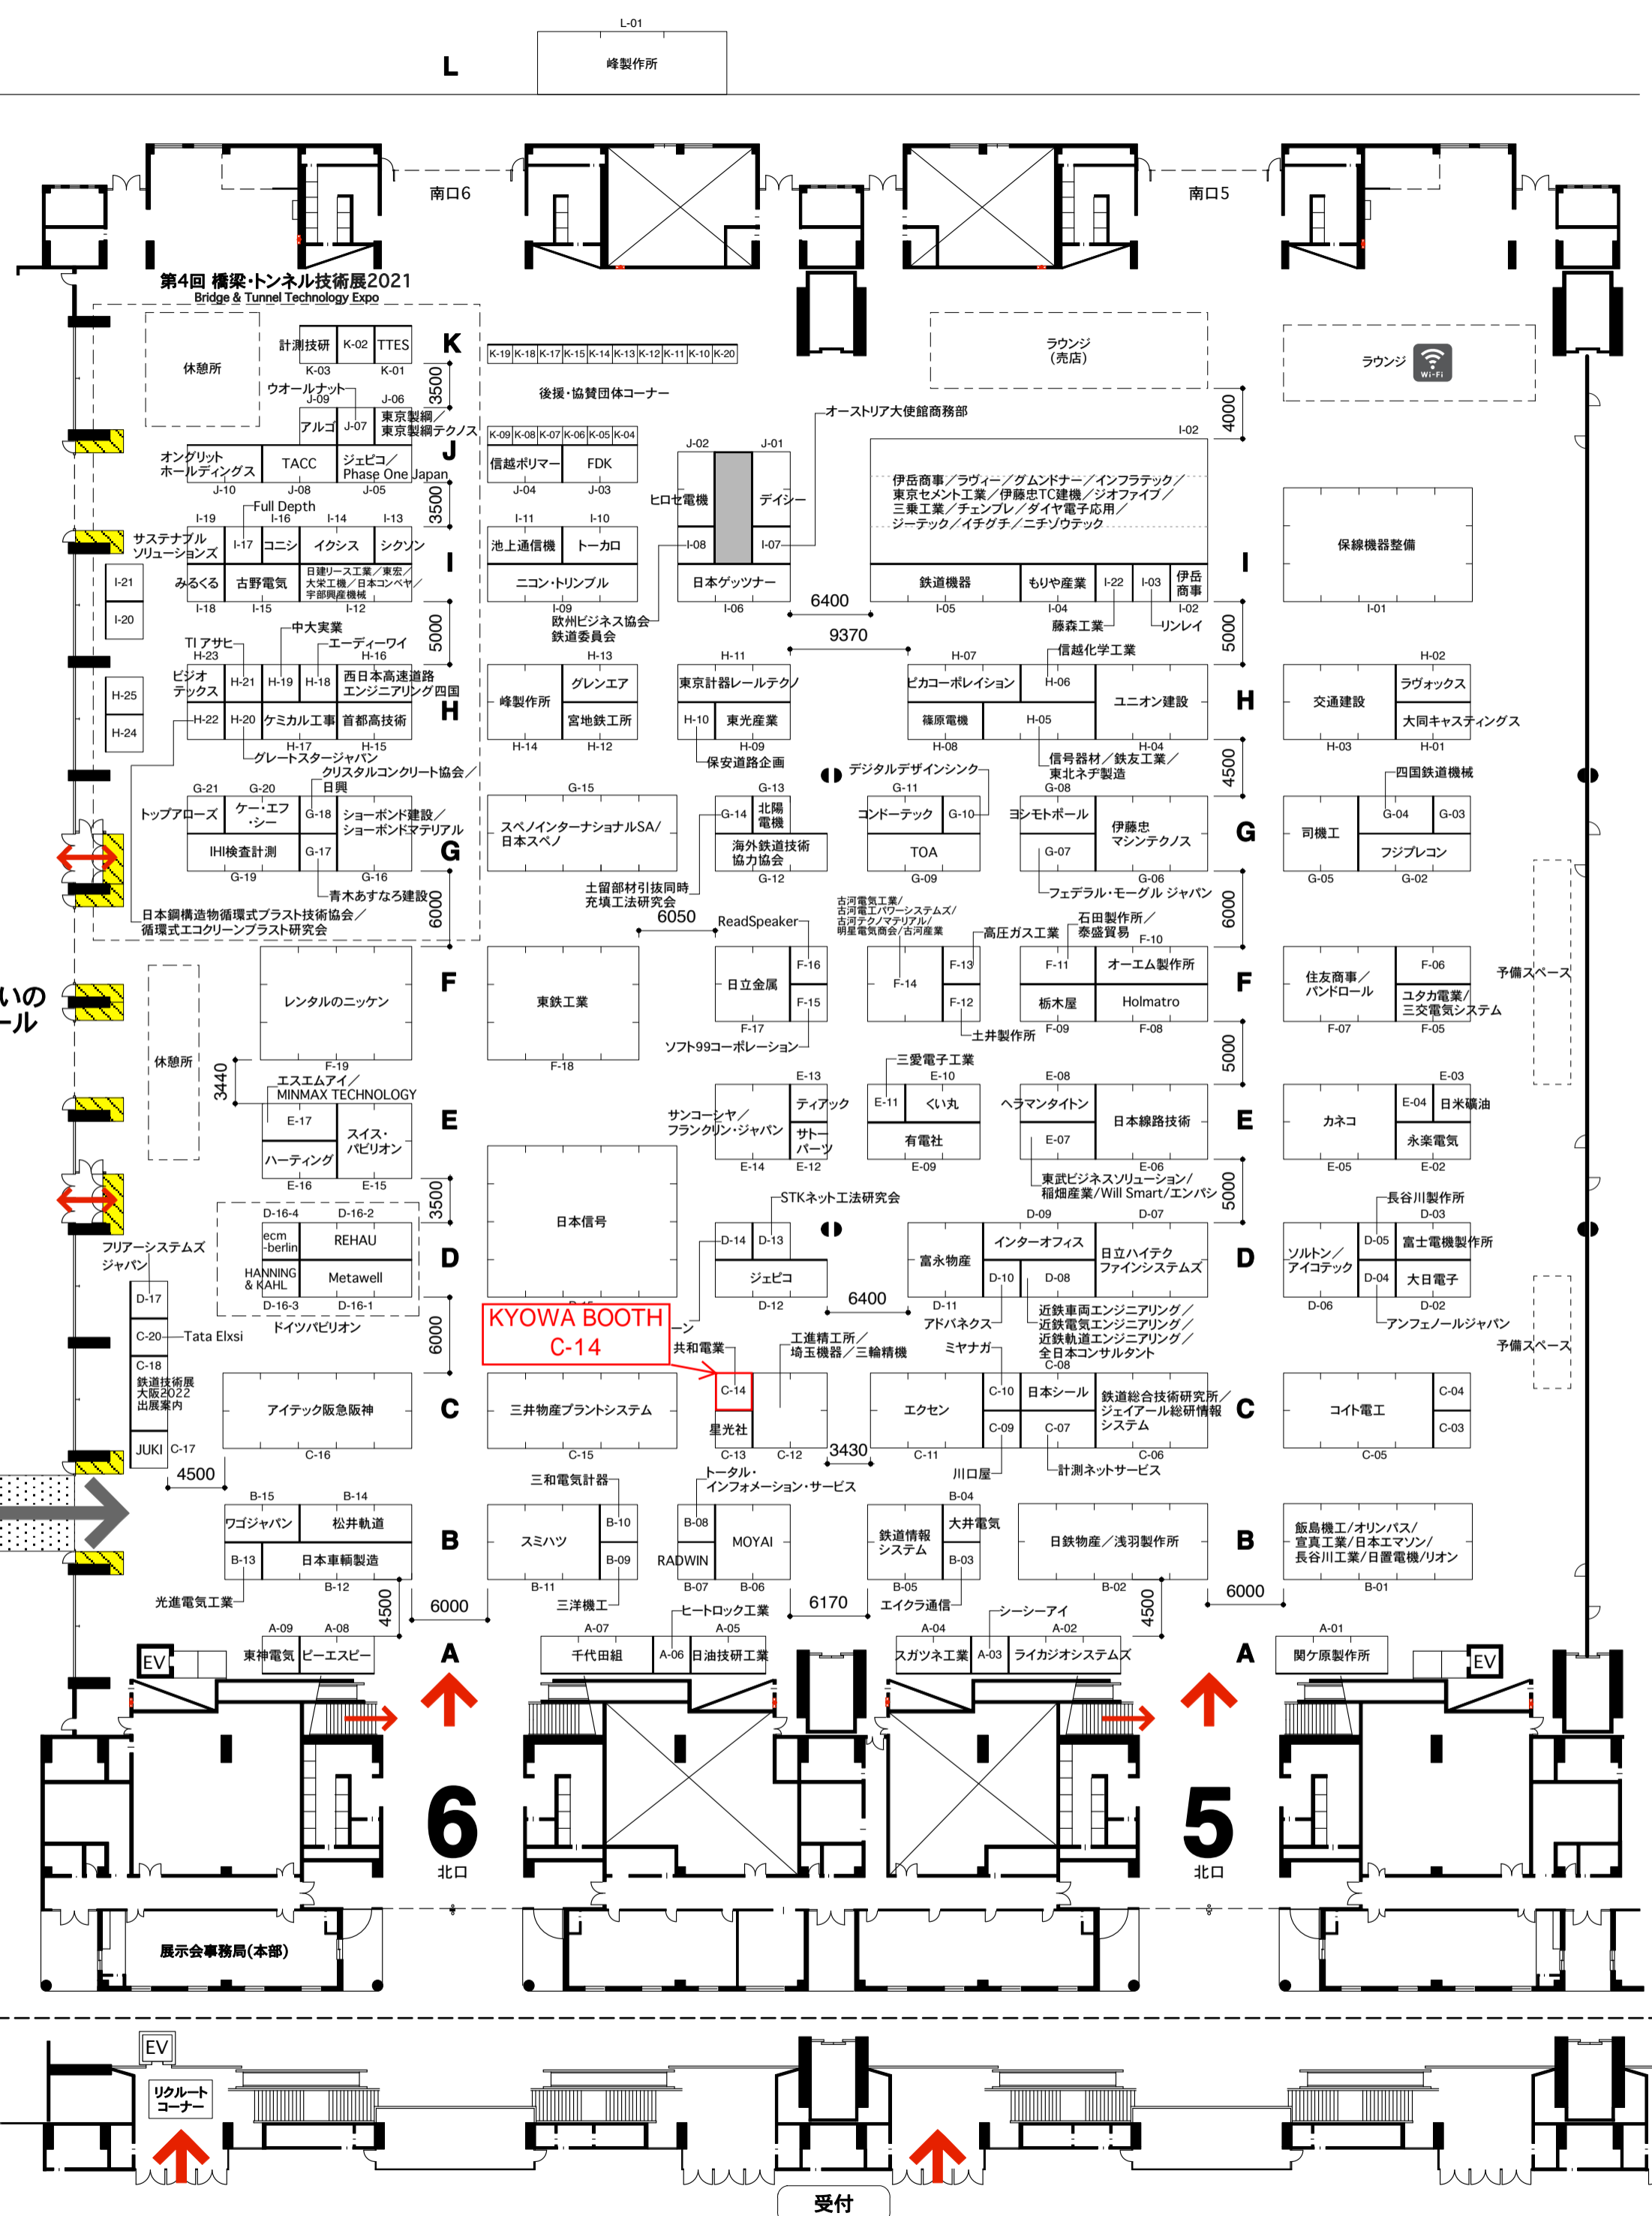 L-01
峰製作所
L
南口6
南口5
第4回 橋梁・トンネル技術展2021
Bridge & Tunnel Technology Expo
休憩所
計測技研
K-02
TTES
K-03
K-01
K
3500
K-19
K-18
K-17
K-15
K-14
K-13
K-12
K-11
K-10
K-20
後援・協賛団体コーナー
ラウンジ
(売店)
ラウンジ
Wi-Fi
4000
ウオールナット
J-09
J-06
アルゴ
J-07
東京製綱/
東京製綱テクノス
オングリット
ホールディングス
TACC
ジェピコ/
Phase One Japan
J-10
J-08
J-05
J
3500
K-09
K-08
K-07
K-06
K-05
K-04
信越ポリマー
FDK
J-04
J-03
J-02
J-01
ヒロセ電機
デイシー
オーストリア大使館商務部
I-08
I-07
日本ゲッツナー
I-06
欧州ビジネス協会
鉄道委員会
I-02
伊岳商事/ラヴィー/グムンドナー/インフラテック/
東京セメント工業/伊藤忠TC建機/ジオファイブ/
三乗工業/チェンブレ/ダイヤ電子応用/
ジーテック/イチグチ/ニチゾウテック
鉄道機器
もりや産業
I-22
I-03
伊岳
商事
I-05
I-04
I-02
藤森工業
リンレイ
保線機器整備
I-01
Full Depth
I-19
I-16
I-14
I-13
サステナブル
ソリューションズ
I-17
コニシ
イクシス
シクソン
I-21
I-20
みるくる
古野電気
日建リース工業/東宏/
大栄工機/日本コンベヤ/
宇部興産機械
I-18
I-15
I-12
I
I-11
I-10
池上通信機
トーカロ
ニコン・トリンブル
I-09
I
6400
9370
5000
5000
中大実業
TI アサヒ
エーディーワイ
H-23
H-16
ビジオ
テックス
H-21
H-19
H-18
西日本高速道路
エンジニアリング四国
H-25
H-24
H-22
H-20
ケミカル工事
首都高技術
H-17
H-15
グレートスタージャパン
H
峰製作所
H-14
H-13
グレンエア
宮地鉄工所
H-12
H-11
東京計器レールテクノ
H-10
東光産業
H-09
保安道路企画
信越化学工業
H-07
ピカコーポレイション
H-06
篠原電機
H-05
H-08
ユニオン建設
H-04
信号器材/鉄友工業/
東北ネヂ製造
H
交通建設
H-03
H-02
ラヴォックス
大同キャスティングス
H-01
4500
クリスタルコンクリート協会/
日興
G-21
G-20
トップアローズ
ケー・エフ
・シー
G-18
ショーボンド建設/
ショーボンドマテリアル
IHI検査計測
G-17
G-19
G-16
青木あすなろ建設
日本鋼構造物循環式ブラスト技術協会/
循環式エコクリーンブラスト研究会
G
6000
G-15
スペノインターナショナルSA/
日本スペノ
G-13
G-14
北陽
電機
海外鉄道技術
協力協会
G-12
土留部材引抜同時
充填工法研究会
6050
デジタルデザインシンク
G-11
コンドーテック
G-10
TOA
G-09
G-08
ヨシモトポール
G-07
伊藤忠
マシンテクノス
G-06
フェデラル・モーグル ジャパン
G
6000
四国鉄道機械
司機工
G-04
G-03
フジプレコン
G-05
G-02
予備スペース
いの
ール
休憩所
レンタルのニッケン
F-19
F
東鉄工業
F-18
ReadSpeaker
日立金属
F-16
F-15
F-17
ソフト99コーポレーション
古河電気工業/
古河電工パワーシステムズ/
古河テクノマテリアル/
明星電気商会/古河産業
F-14
高圧ガス工業
F-13
F-12
土井製作所
石田製作所/
泰盛貿易
F-10
F-11
オーエム製作所
栃木屋
Holmatro
F-09
F-08
F
住友商事/
パンドロール
F-06
ユタカ電業/
三交電気システム
F-07
F-05
3440
5000
エスエムアイ/
MINMAX TECHNOLOGY
E-17
スイス・
パビリオン
ハーティング
E-16
E-15
E
3500
サンコーシヤ/
フランクリン・ジャパン
E-13
ティアック
サトー
パーツ
E-14
E-12
三愛電子工業
E-10
E-11
くい丸
有電社
E-09
E-08
ヘラマンタイトン
E-07
日本線路技術
E-06
東武ビジネスソリューション/
稲畑産業/Will Smart/エンバシ
E
5000
カネコ
E-03
E-04
日米礦油
永楽電気
E-05
E-02
日本信号
STKネット工法研究会
D-14
D-13
ジェピコ
D-12
6400
フリアーシステムズ
ジャパン
D-17
D-16-4
D-16-2
ecm
-berlin
REHAU
HANNING
& KAHL
Metawell
D-16-3
D-16-1
ドイツパビリオン
D
6000
富永物産
D-11
D-09
インターオフィス
D-10
D-08
D-07
日立ハイテク
ファインシステムズ
アドバネクス
近鉄車両エンジニアリング/
近鉄電気エンジニアリング/
近鉄軌道エンジニアリング/
全日本コンサルタント
D
長谷川製作所
ソルトン/
アイコテック
D-03
D-05
富士電機製作所
D-04
大日電子
D-06
D-02
アンフェノールジャパン
予備スペース
KYOWA BOOTH
C-14
ーン
共和電業
C-14
星光社
C-13
C-12
工進精工所/
埼玉機器/三輪精機
C-20
Tata Elxsi
C-18
鉄道技術展
大阪2022
出展案内
JUKI
C-17
アイテック阪急阪神
C-16
C
三井物産プラントシステム
C-15
3430
エクセン
C-11
ミヤナガ
C-10
C-08
日本シール
C-09
C-07
鉄道総合技術研究所/
ジェイアール総研情報
システム
C-06
川口屋
計測ネットサービス
C
コイト電工
C-04
C-03
C-05
4500
B-15
B-14
ワゴジャパン
松井軌道
B-13
日本車輌製造
B-12
光進電気工業
B
三和電気計器
スミハツ
B-10
B-09
B-11
三洋機工
トータル・
インフォメーション・サービス
B-08
MOYAI
RADWIN
B-07
B-06
鉄道情報
システム
B-04
大井電気
B-03
B-05
エイクラ通信
日鉄物産/浅羽製作所
B-02
B
飯島機工/オリンパス/
宣真工業/日本エマソン/
長谷川工業/日置電機/リオン
B-01
4500
6000
6170
4500
6000
EV
A-09
A-08
東神電気
ピーエスピー
A
A-07
千代田組
A-06
ヒートロック工業
A-05
日油技研工業
A-04
スガツネ工業
A-03
シーシーアイ
A-02
ライカジオシステムズ
A
A-01
関ケ原製作所
EV
6
北口
5
北口
展示会事務局(本部)
EV
リクルート
コーナー
受付